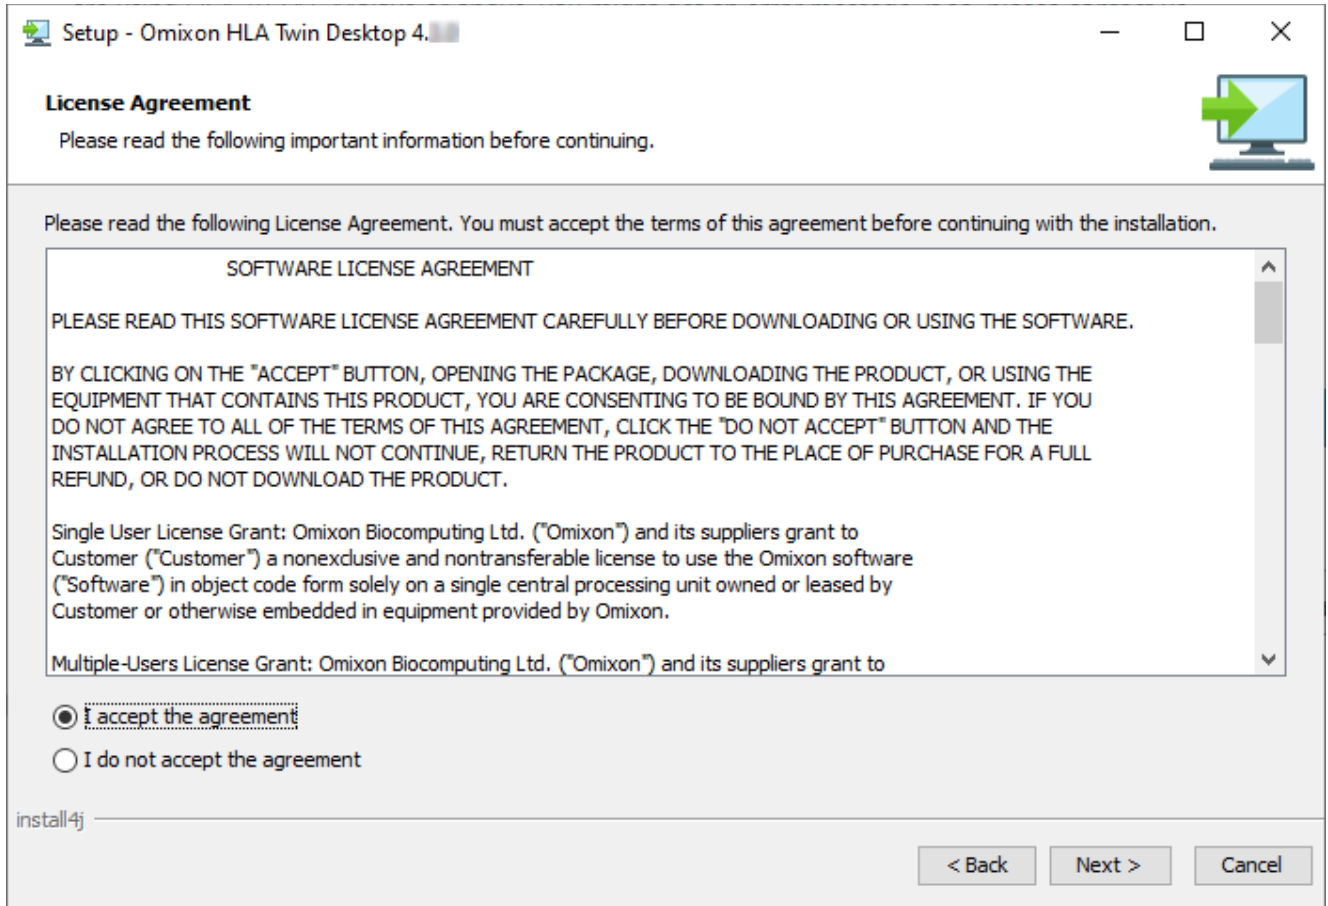 Setup - Omixon HLA Twin Desktop 4.
License Agreement
Please read the following important information before continuing.
Please read the following License Agreement. You must accept the terms of this agreement before continuing with the installation.
SOFTWARE LICENSE AGREEMENT
PLEASE READ THIS SOFTWARE LICENSE AGREEMENT CAREFULLY BEFORE DOWNLOADING OR USING THE SOFTWARE.
BY CLICKING ON THE "ACCEPT" BUTTON, OPENING THE PACKAGE, DOWNLOADING THE PRODUCT, OR USING THE
EQUIPMENT THAT CONTAINS THIS PRODUCT, YOU ARE CONSENTING TO BE BOUND BY THIS AGREEMENT. IF YOU
DO NOT AGREE TO ALL OF THE TERMS OF THIS AGREEMENT, CLICK THE "DO NOT ACCEPT" BUTTON AND THE
INSTALLATION PROCESS WILL NOT CONTINUE, RETURN THE PRODUCT TO THE PLACE OF PURCHASE FOR A FULL
REFUND, OR DO NOT DOWNLOAD THE PRODUCT.
Single User License Grant: Omixon Biocomputing Ltd. ("Omixon") and its suppliers grant to
Customer ("Customer") a nonexclusive and nontransferable license to use the Omixon software
("Software") in object code form solely on a single central processing unit owned or leased by
Customer or otherwise embedded in equipment provided by Omixon.
Multiple-Users License Grant: Omixon Biocomputing Ltd. ("Omixon") and its suppliers grant to
I accept the agreement
I do not accept the agreement
install4j
< Back
Next >
Cancel